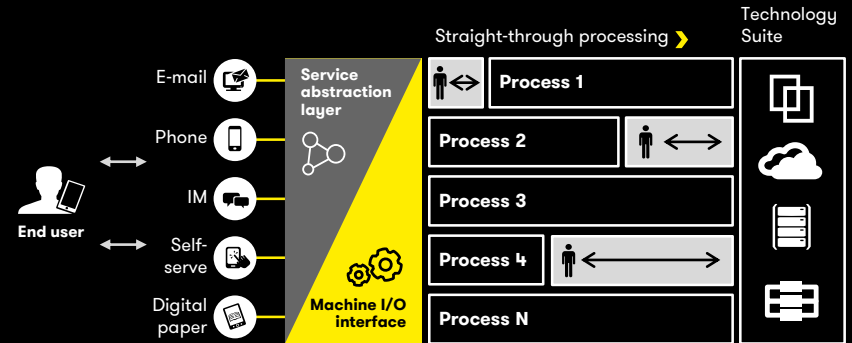 Straight-through processing
Technology
Suite
E-mail
Phone
IM
Self-
serve
Digital
paper
End user
Service
abstraction
layer
Machine I/O
interface
Process 1
Process 2
Process 3
Process 4
Process N